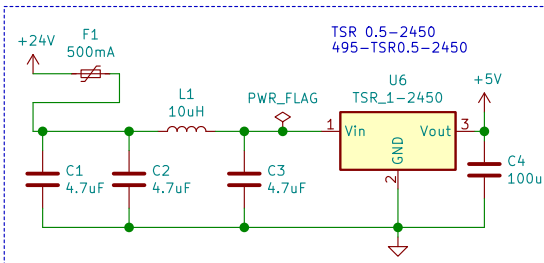 TSR 0.5-2450
495-TSR0.5-2450
+24V
F1
500mA
L1
10uH
PWR_FLAG
U6
TSR_1-2450
+5V
1
Vin
Vout
3
GND
2
C1
4.7uF
C2
4.7uF
C3
4.7uF
C4
100u